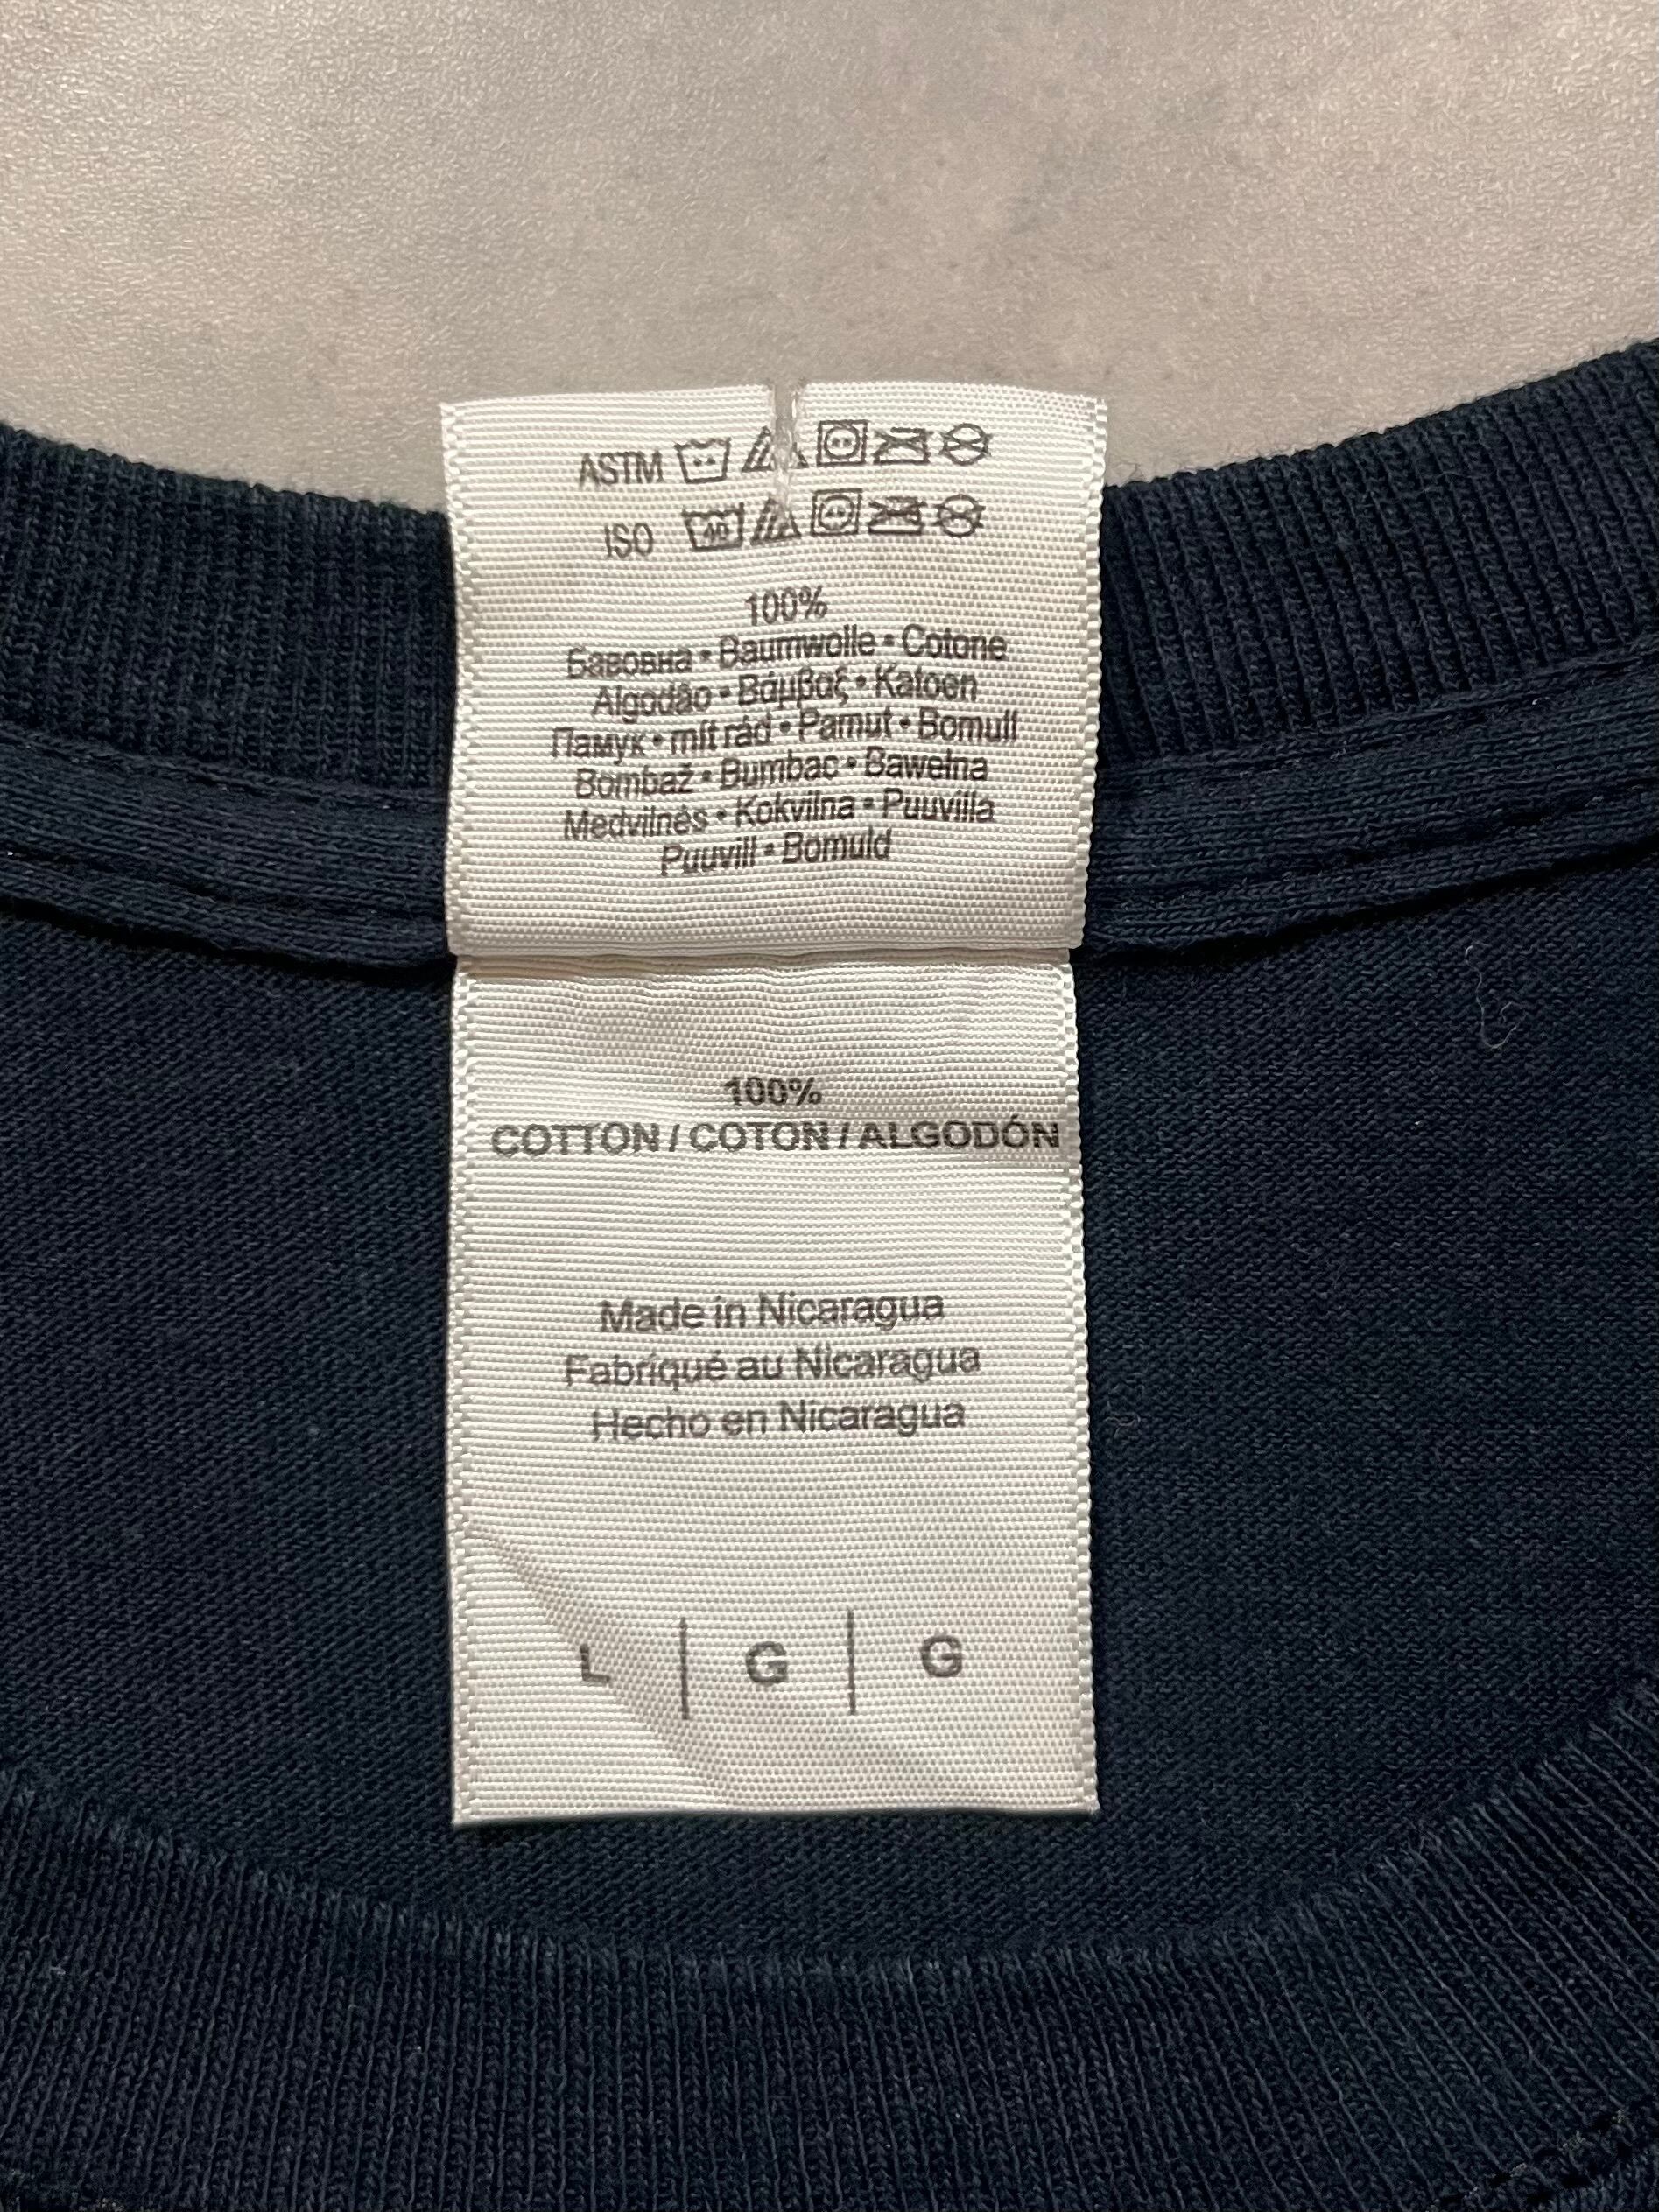 ASTM
ISO 40
100%
Бавовна • Baumwolle • Cotone
Algodão • Βάμβαξ • Katoen
Памук • mit rád • Pamut • Bomull
Bombaž • Bumbac • Bawełna
Medvilnės • Kokvilna • Puuvilla
Puuvill • Bomuld
100%
COTTON / COTON / ALGODÓN
Made in Nicaragua
Fabriqué au Nicaragua
Hecho en Nicaragua
L | G | G